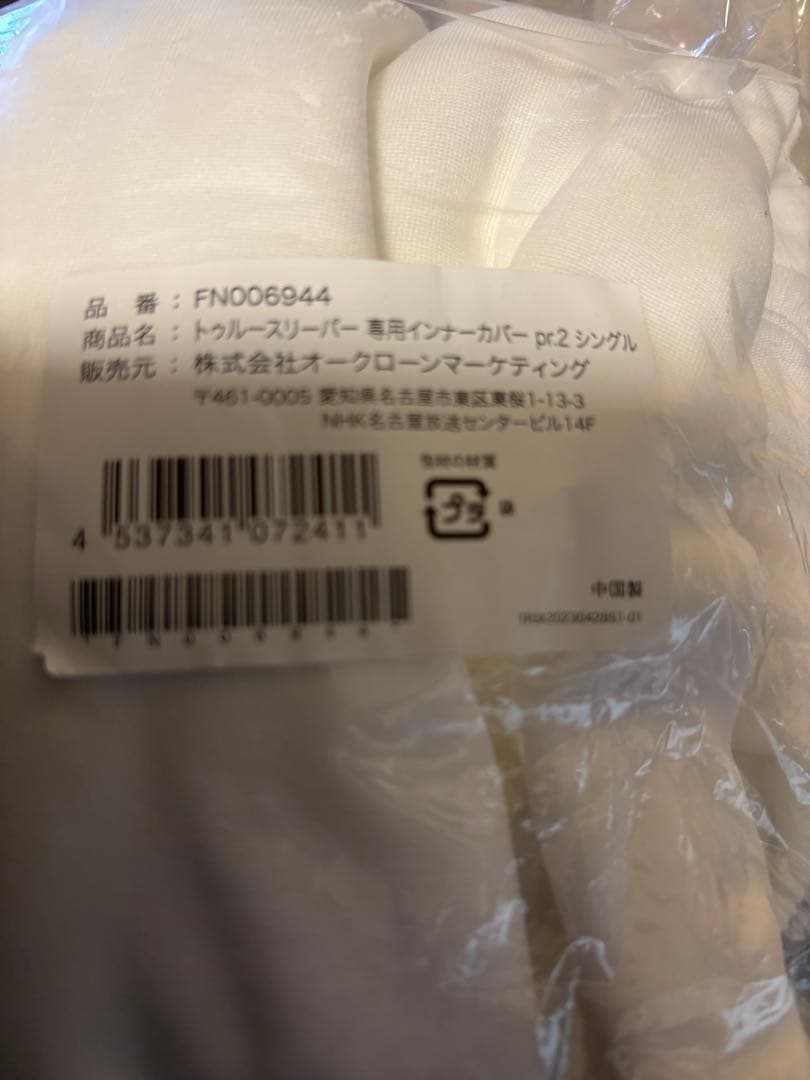 品 番 : FN006944
商品名 : トゥルースリーパー 専用インナーカバー pr.2 シングル
販売元 : 株式会社オークローンマーケティング
〒461-0005 愛知県名古屋市東区東桜1-13-3
NHK名古屋放送センタービル14F
包材の材質
プラ 袋
4 537341 072411
中国製